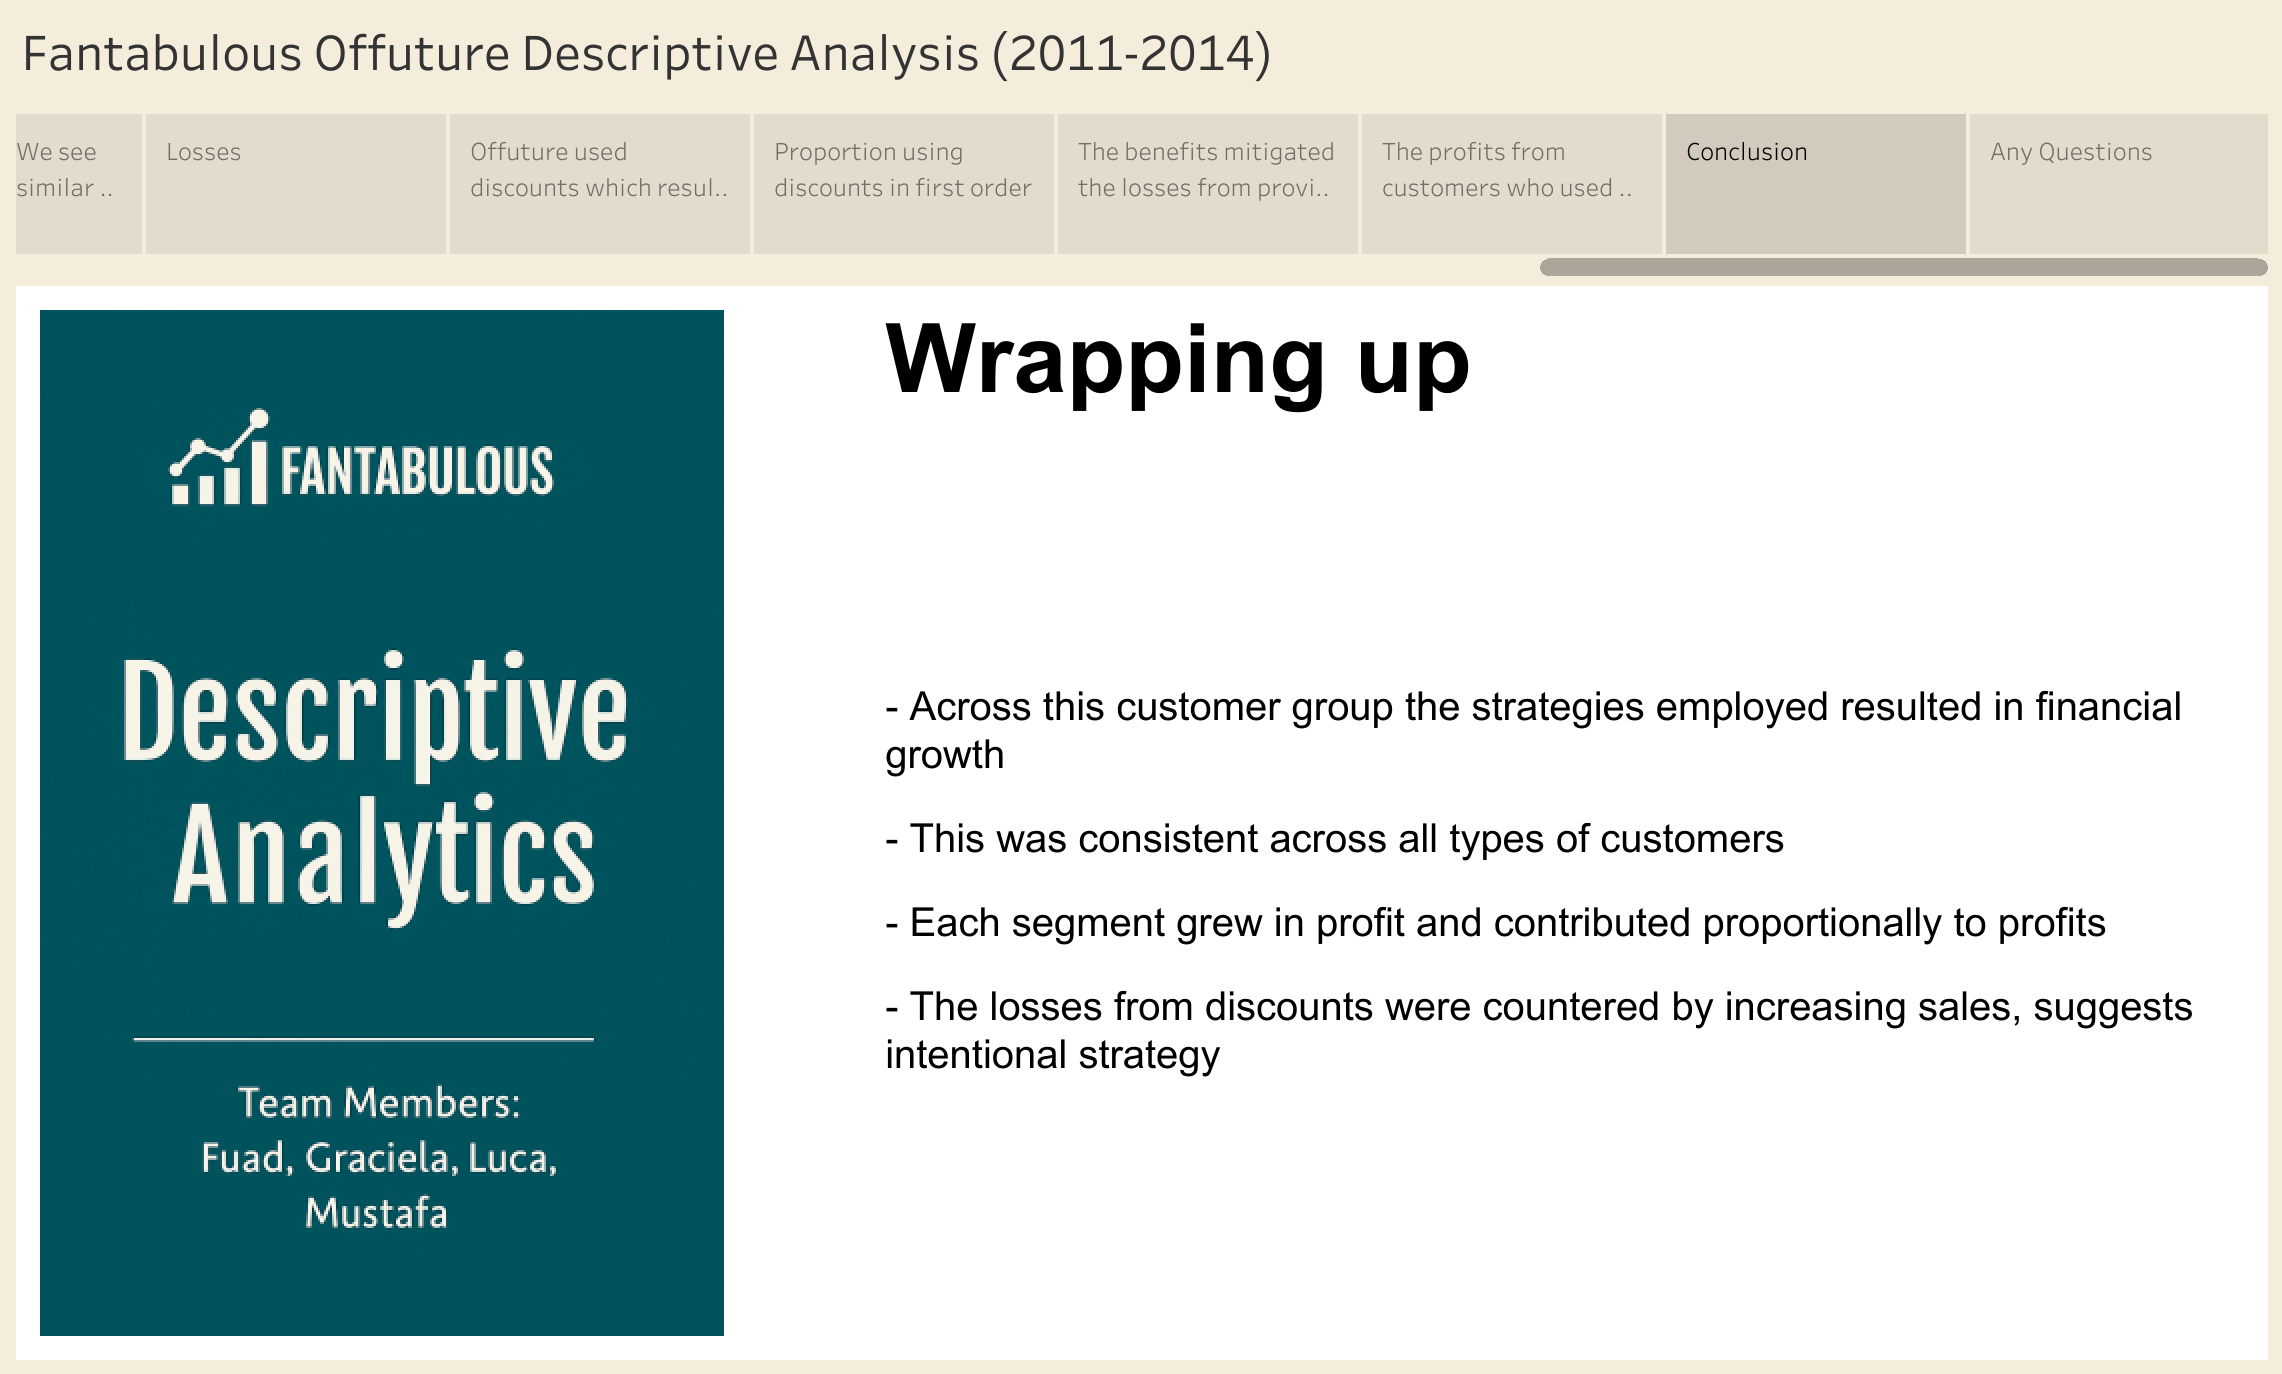 Fantabulous Offuture Descriptive Analysis (2011-2014)
We see
similar ..
Losses
Offuture used
discounts which resul..
Proportion using
discounts in first order
The benefits mitigated
the losses from provi..
The profits from
customers who used ..
Conclusion
Any Questions
FANTABULOUS
Descriptive
Analytics
Team Members:
Fuad, Graciela, Luca,
Mustafa
Wrapping up
- Across this customer group the strategies employed resulted in financial
growth
- This was consistent across all types of customers
- Each segment grew in profit and contributed proportionally to profits
- The losses from discounts were countered by increasing sales, suggests
intentional strategy